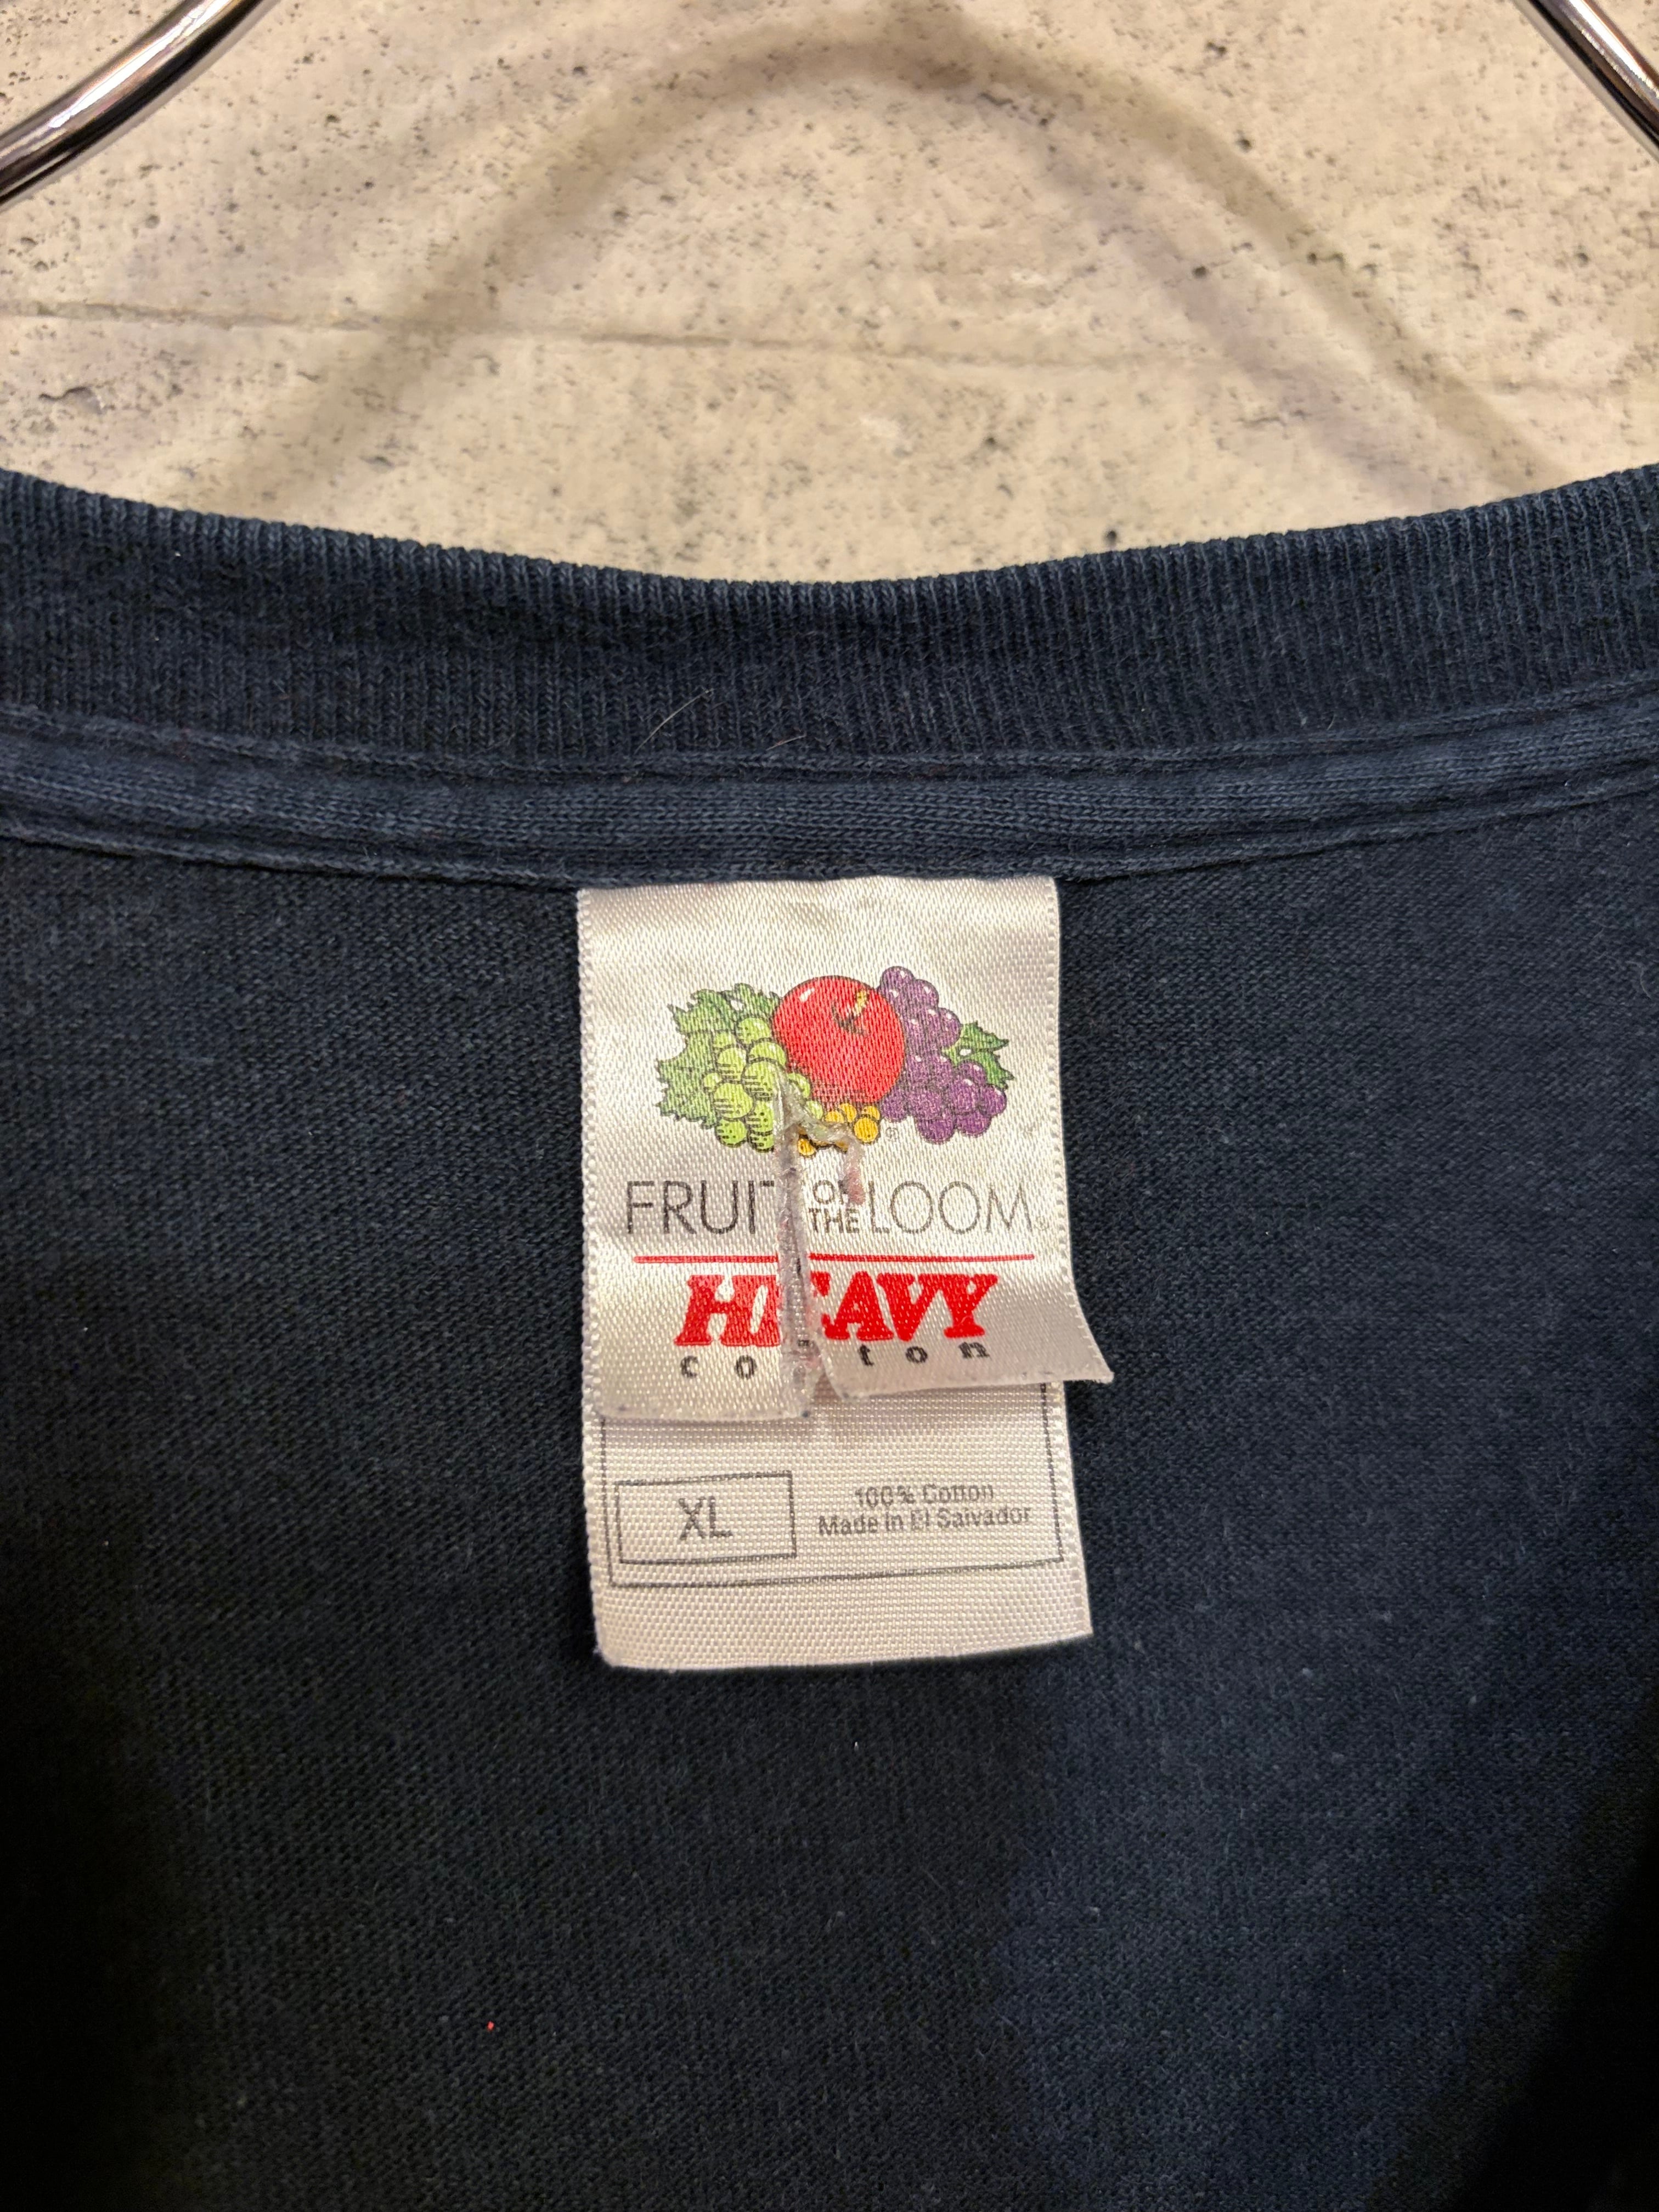 FRUIT OF THE LOOM®
HEAVY
cotton
XL
100% Cotton
Made in El Salvador